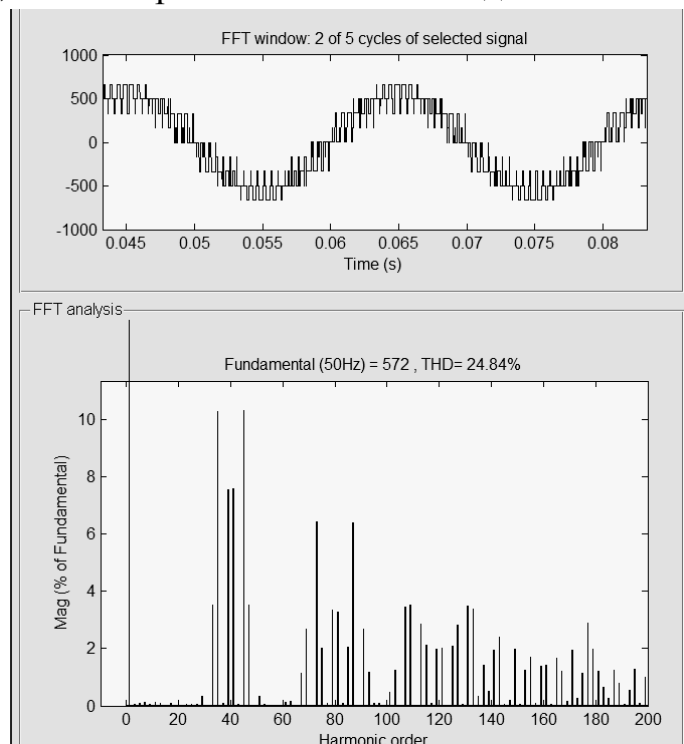 FFT window: 2 of 5 cycles of selected signal
1000
500
0
-500
-1000
0.045 0.05 0.055 0.06 0.065 0.07 0.075 0.08
Time (s)
FFT analysis
Fundamental (50Hz) = 572 , THD= 24.84%
10
8
6
4
2
0
Mag (% of Fundamental)
0 20 40 60 80 100 120 140 160 180 200
Harmonic order